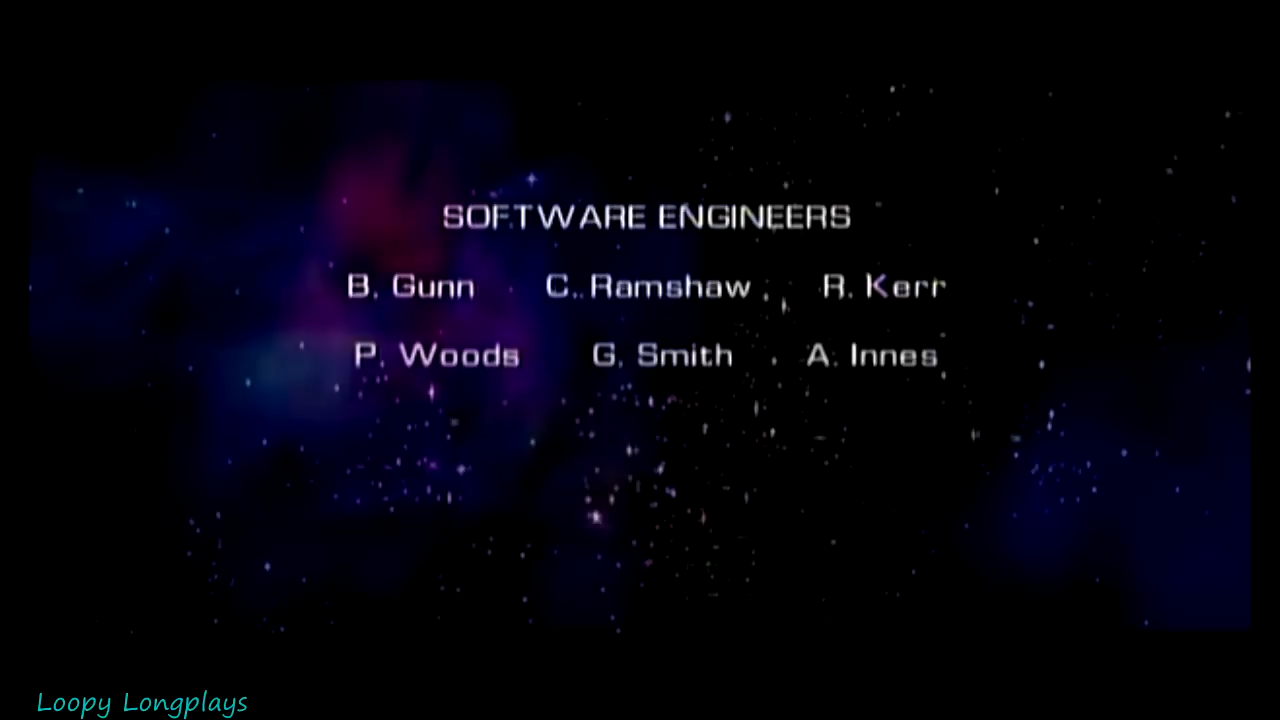 SOFTWARE ENGINEERS
B. Gunn C. Ramshaw R. Kerr
P. Woods G. Smith A. Innes
Loopy Longplays